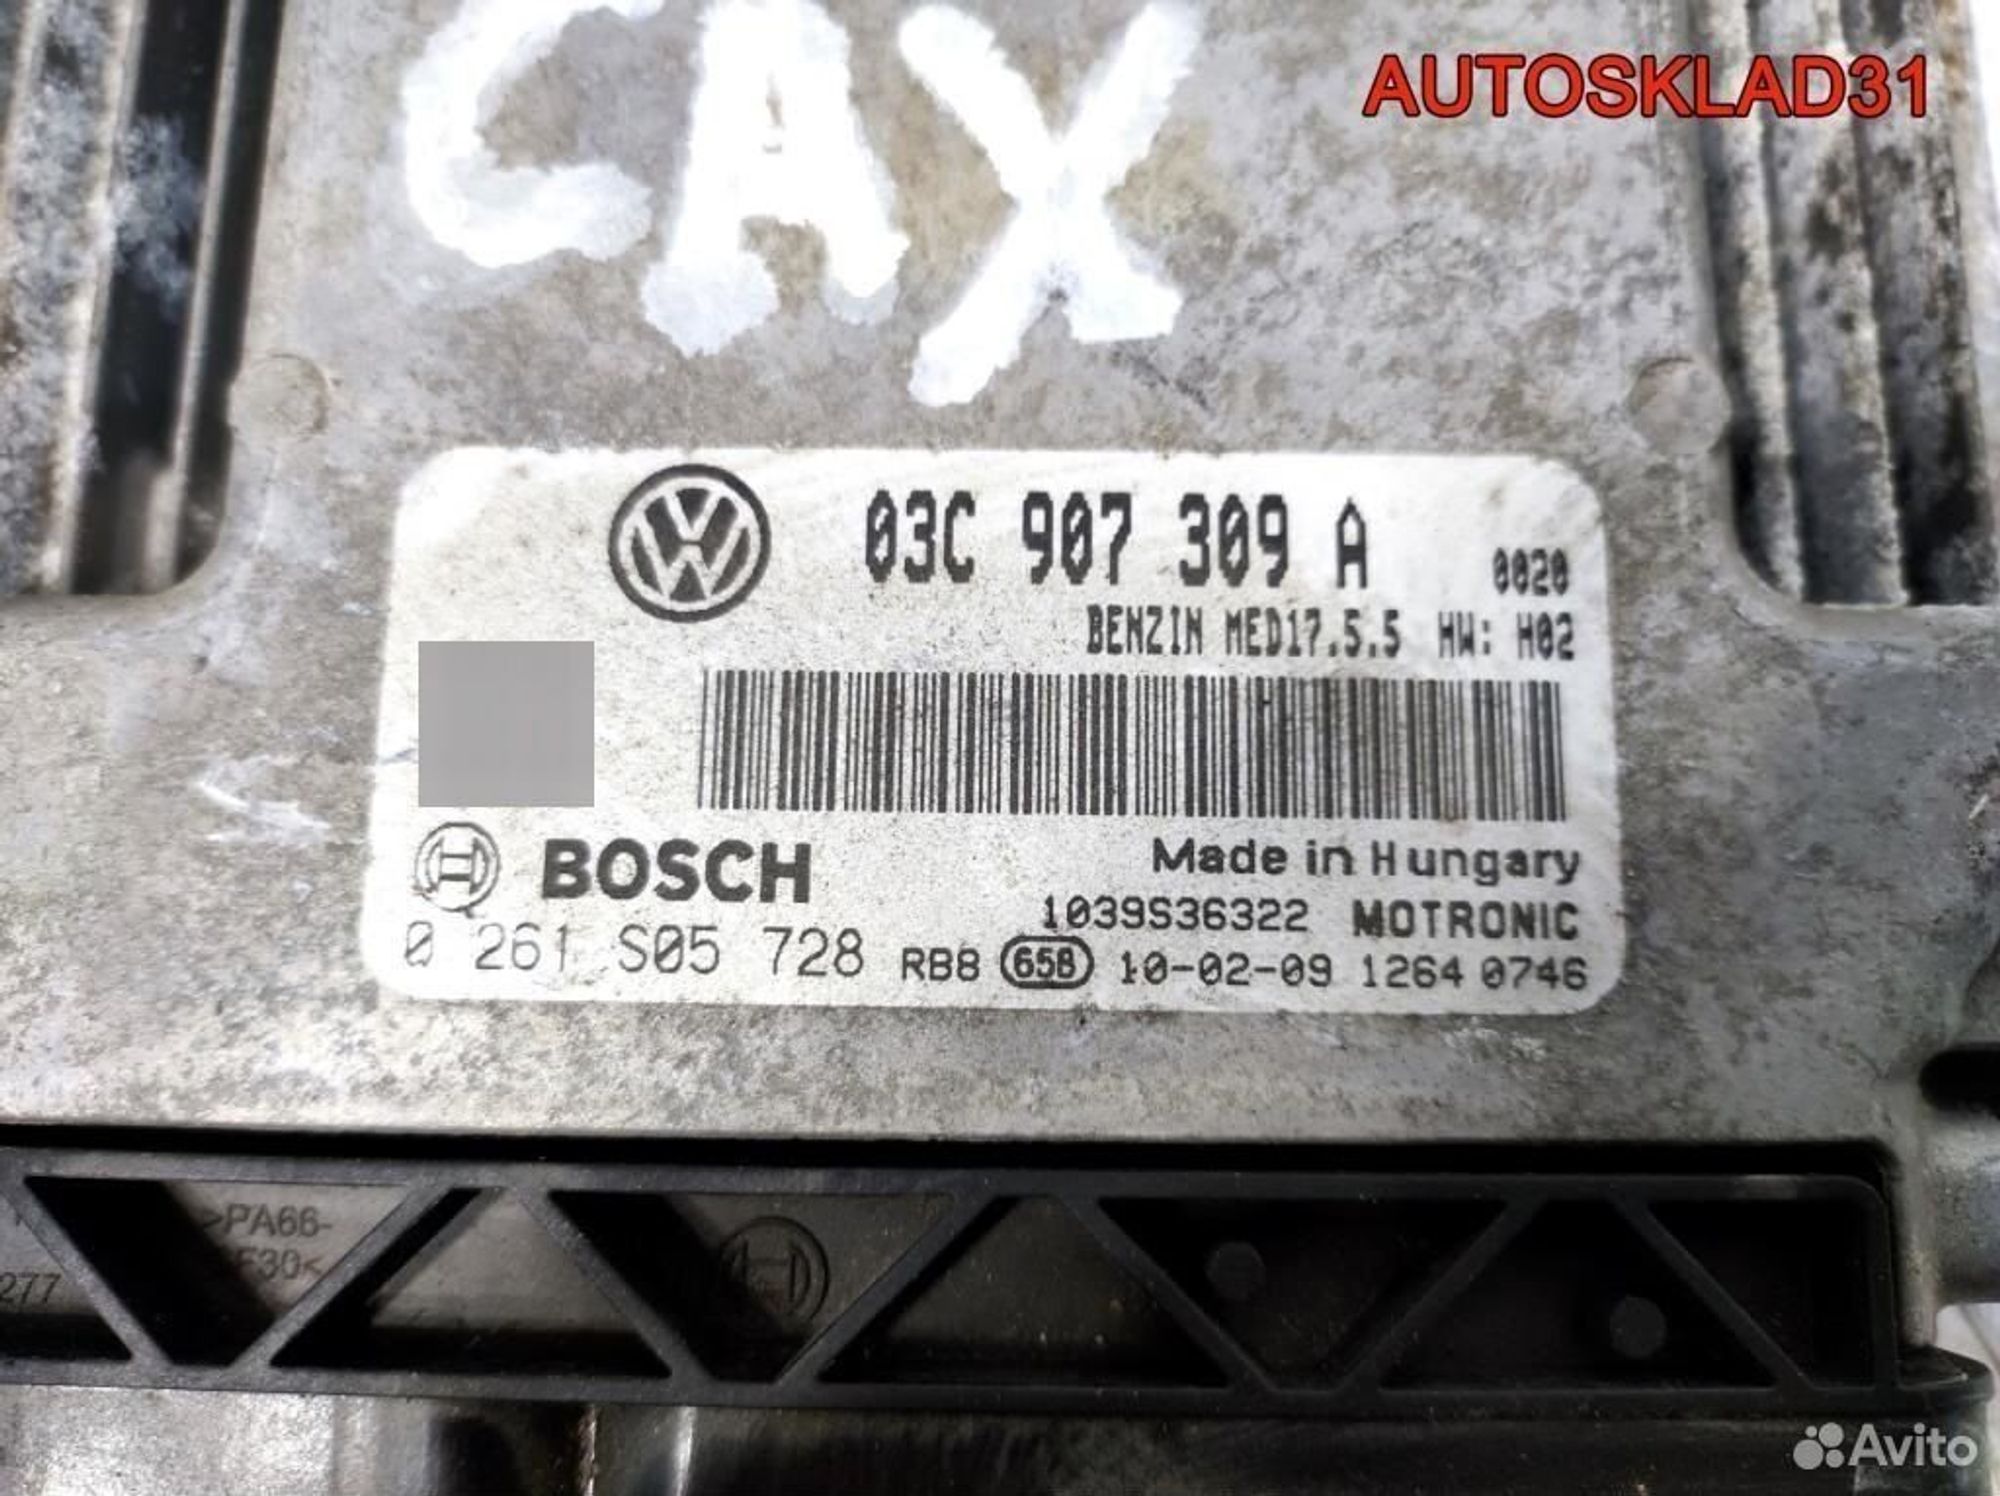 CAX
AUTOSKLAD31
03C 907 309 A 0020
BENZIN MED17.5.5 HW: H02
BOSCH
Made in Hungary
1039S36322 MOTRONIC
0 261 S05 728 RB8 65B 10-02-09 1264 0746
>PA66-
F30<
277
Avito